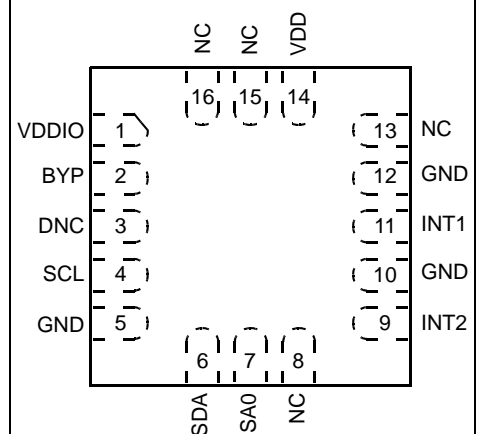 NC NC VDD
16 15 14
VDDIO 1 13 NC
BYP 2 12 GND
DNC 3 11 INT1
SCL 4 10 GND
GND 5 9 INT2
6 7 8
SDA SA0 NC